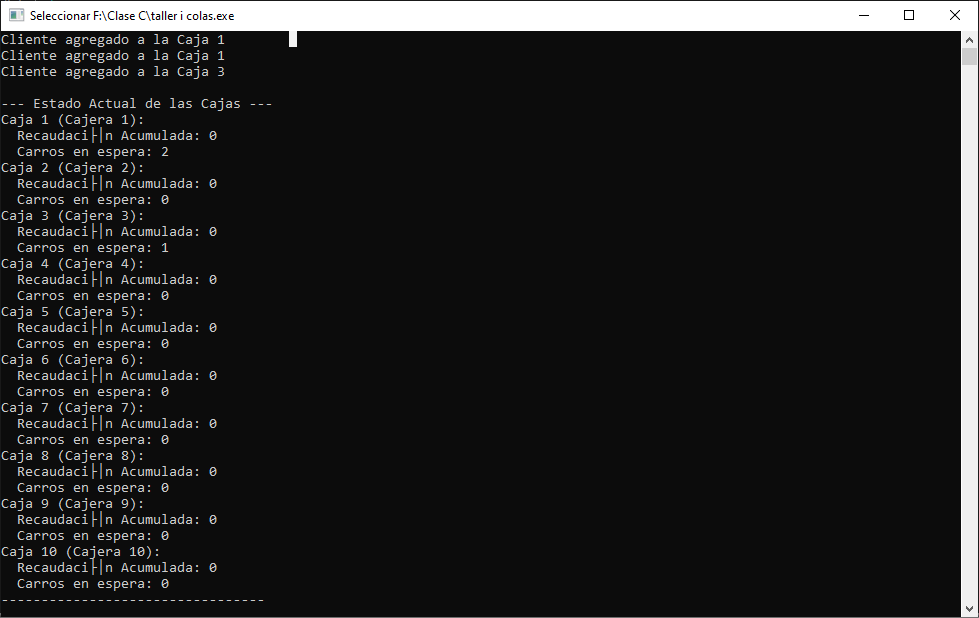 Seleccionar F:\Clase C\taller i colas.exe
Cliente agregado a la Caja 1
Cliente agregado a la Caja 1
Cliente agregado a la Caja 3
--- Estado Actual de las Cajas ---
Caja 1 (Cajera 1):
Recaudaci├│n Acumulada: 0
Carros en espera: 2
Caja 2 (Cajera 2):
Recaudaci├│n Acumulada: 0
Carros en espera: 0
Caja 3 (Cajera 3):
Recaudaci├│n Acumulada: 0
Carros en espera: 1
Caja 4 (Cajera 4):
Recaudaci├│n Acumulada: 0
Carros en espera: 0
Caja 5 (Cajera 5):
Recaudaci├│n Acumulada: 0
Carros en espera: 0
Caja 6 (Cajera 6):
Recaudaci├│n Acumulada: 0
Carros en espera: 0
Caja 7 (Cajera 7):
Recaudaci├│n Acumulada: 0
Carros en espera: 0
Caja 8 (Cajera 8):
Recaudaci├│n Acumulada: 0
Carros en espera: 0
Caja 9 (Cajera 9):
Recaudaci├│n Acumulada: 0
Carros en espera: 0
Caja 10 (Cajera 10):
Recaudaci├│n Acumulada: 0
Carros en espera: 0
---------------------------------